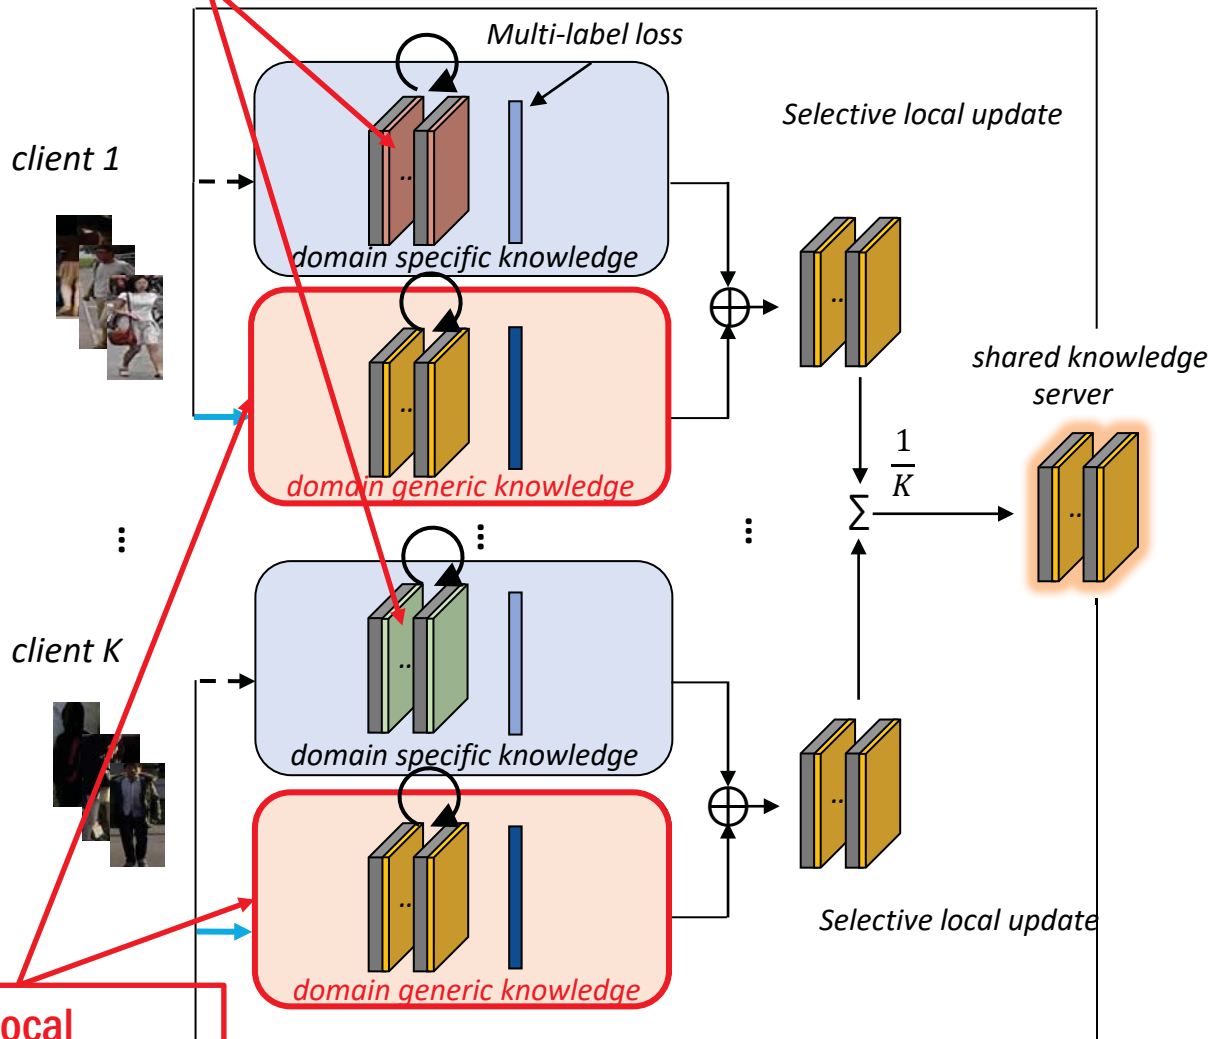 Multi-label loss
Selective local update
client 1
..
domain specific knowledge
..
shared knowledge
server
..
1
K
Σ
..
domain generic knowledge
...
...
...
client K
..
domain specific knowledge
..
..
Selective local update
domain generic knowledge
ocal